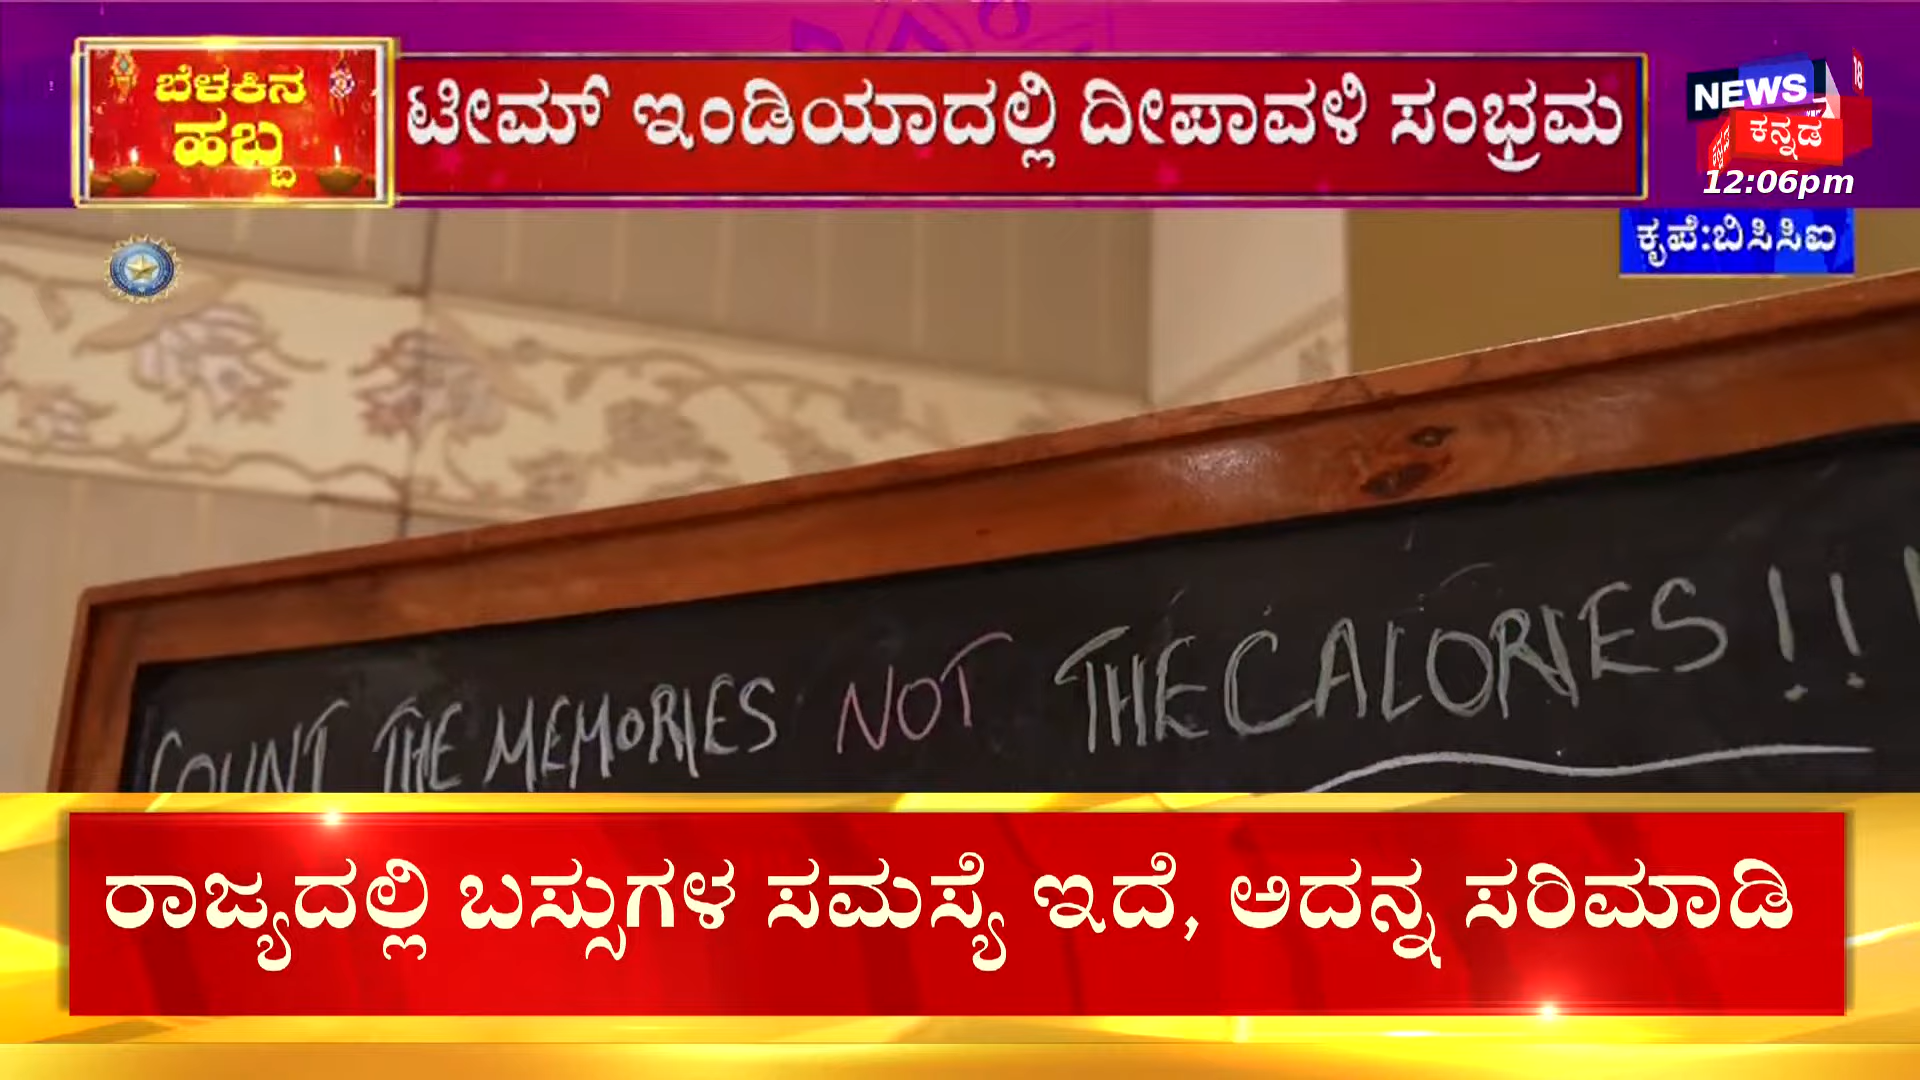 ಬೆಳಕಿನ
ಹಬ್ಬ
ಟೀಮ್ ಇಂಡಿಯಾದಲ್ಲಿ ದೀಪಾವಳಿ ಸಂಭ್ರಮ
NEWS
18
ಕನ್ನಡ
12:06pm
ಕೃಪೆ:ಬಿಸಿಸಿಐ
COUNT THE MEMORIES NOT THE CALORIES!!
ರಾಜ್ಯದಲ್ಲಿ ಬಸ್ಸುಗಳ ಸಮಸ್ಯೆ ಇದೆ, ಅದನ್ನ ಸರಿಮಾಡಿ